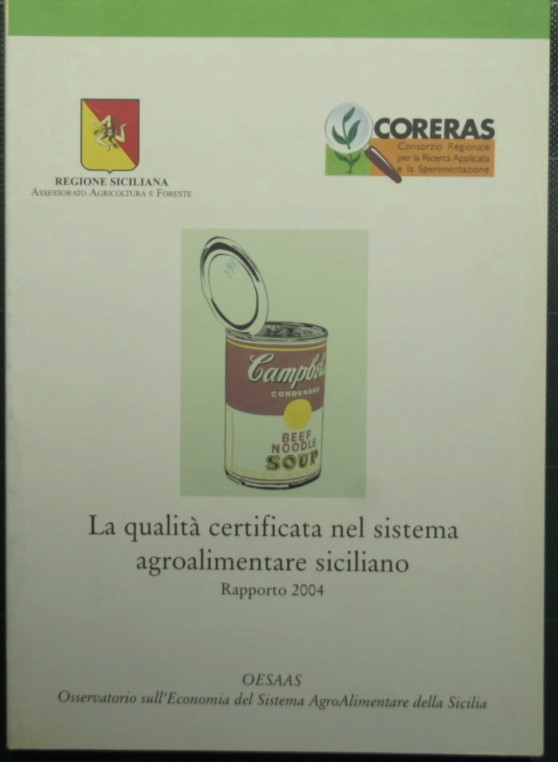 REGIONE SICILIANA
ASSESSORATO AGRICOLTURA E FORESTE
CORERAS
Consorzio Regionale
per la Ricerca Applicata
e la Sperimentazione
Campbell's
CONDENSED
BEEF
NOODLE
SOUP
La qualità certificata nel sistema
agroalimentare siciliano
Rapporto 2004
OESAAS
Osservatorio sull'Economia del Sistema AgroAlimentare della Sicilia